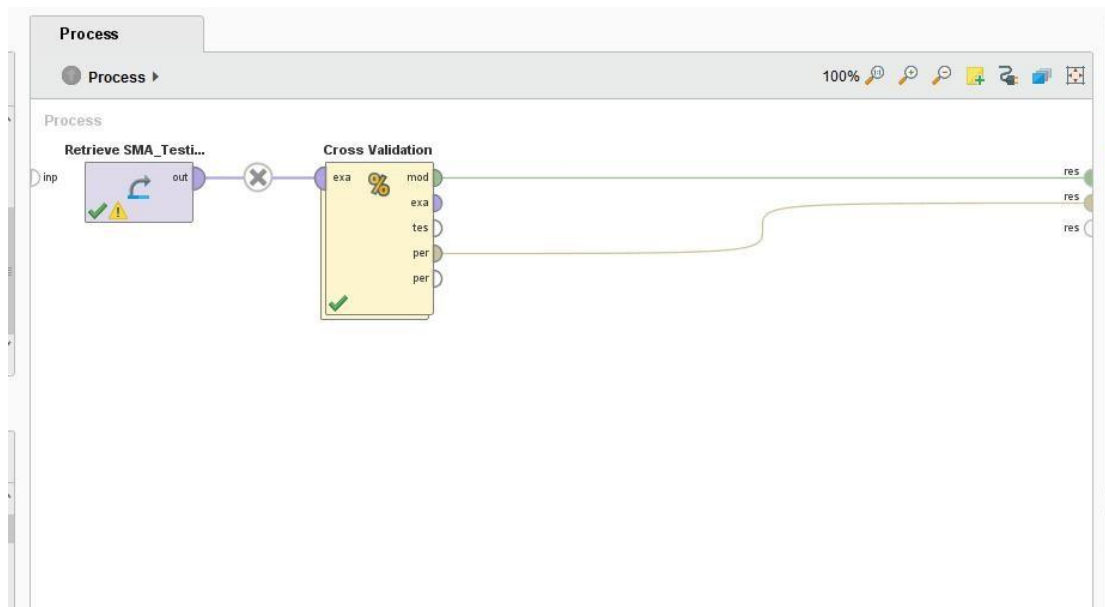 Process
Process
100%
Process
Retrieve SMA_Testi...
Cross Validation
inp
out
exa
mod
exa
tes
per
per
res
res
res